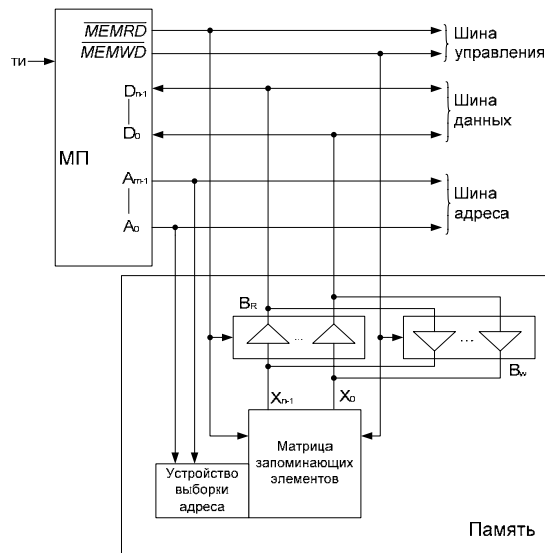 ТИ
МП
MEMRD
MEMWD
Dn-1
D0
Am-1
A0
Шина
управления
Шина
данных
Шина
адреса
BR
...
...
Bw
Xn-1
X0
Матрица
запоминающих
элементов
Устройство
выборки
адреса
Память